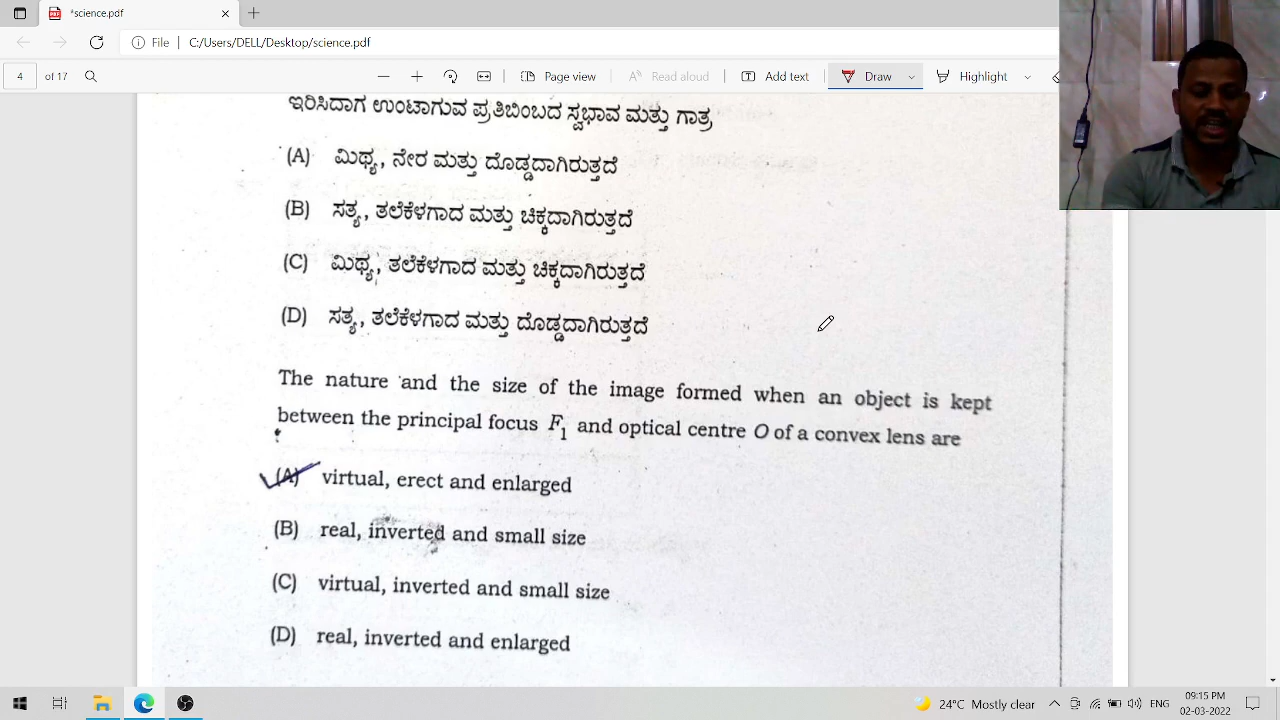 *science.pdf
File
C:/Users/DELL/Desktop/science.pdf
4 of 17
Page view
Read aloud
Add text
Draw
Highlight
ಇರಿಸಿದಾಗ ಉಂಟಾಗುವ ಪ್ರತಿಬಿಂಬದ ಸ್ವಭಾವ ಮತ್ತು ಗಾತ್ರ
(A) ಮಿಥ್ಯ, ನೇರ ಮತ್ತು ದೊಡ್ಡದಾಗಿರುತ್ತದೆ
(B) ಸತ್ಯ, ತಲೆಕೆಳಗಾದ ಮತ್ತು ಚಿಕ್ಕದಾಗಿರುತ್ತದೆ
(C) ಮಿಥ್ಯ, ತಲೆಕೆಳಗಾದ ಮತ್ತು ಚಿಕ್ಕದಾಗಿರುತ್ತದೆ
(D) ಸತ್ಯ, ತಲೆಕೆಳಗಾದ ಮತ್ತು ದೊಡ್ಡದಾಗಿರುತ್ತದೆ
The nature and the size of the image formed when an object is kept
between the principal focus F₁ and optical centre O of a convex lens are
(A) virtual, erect and enlarged
(B) real, inverted and small size
(C) virtual, inverted and small size
(D) real, inverted and enlarged
24°C Mostly clear
ENG
09:15 PM
02-03-2022